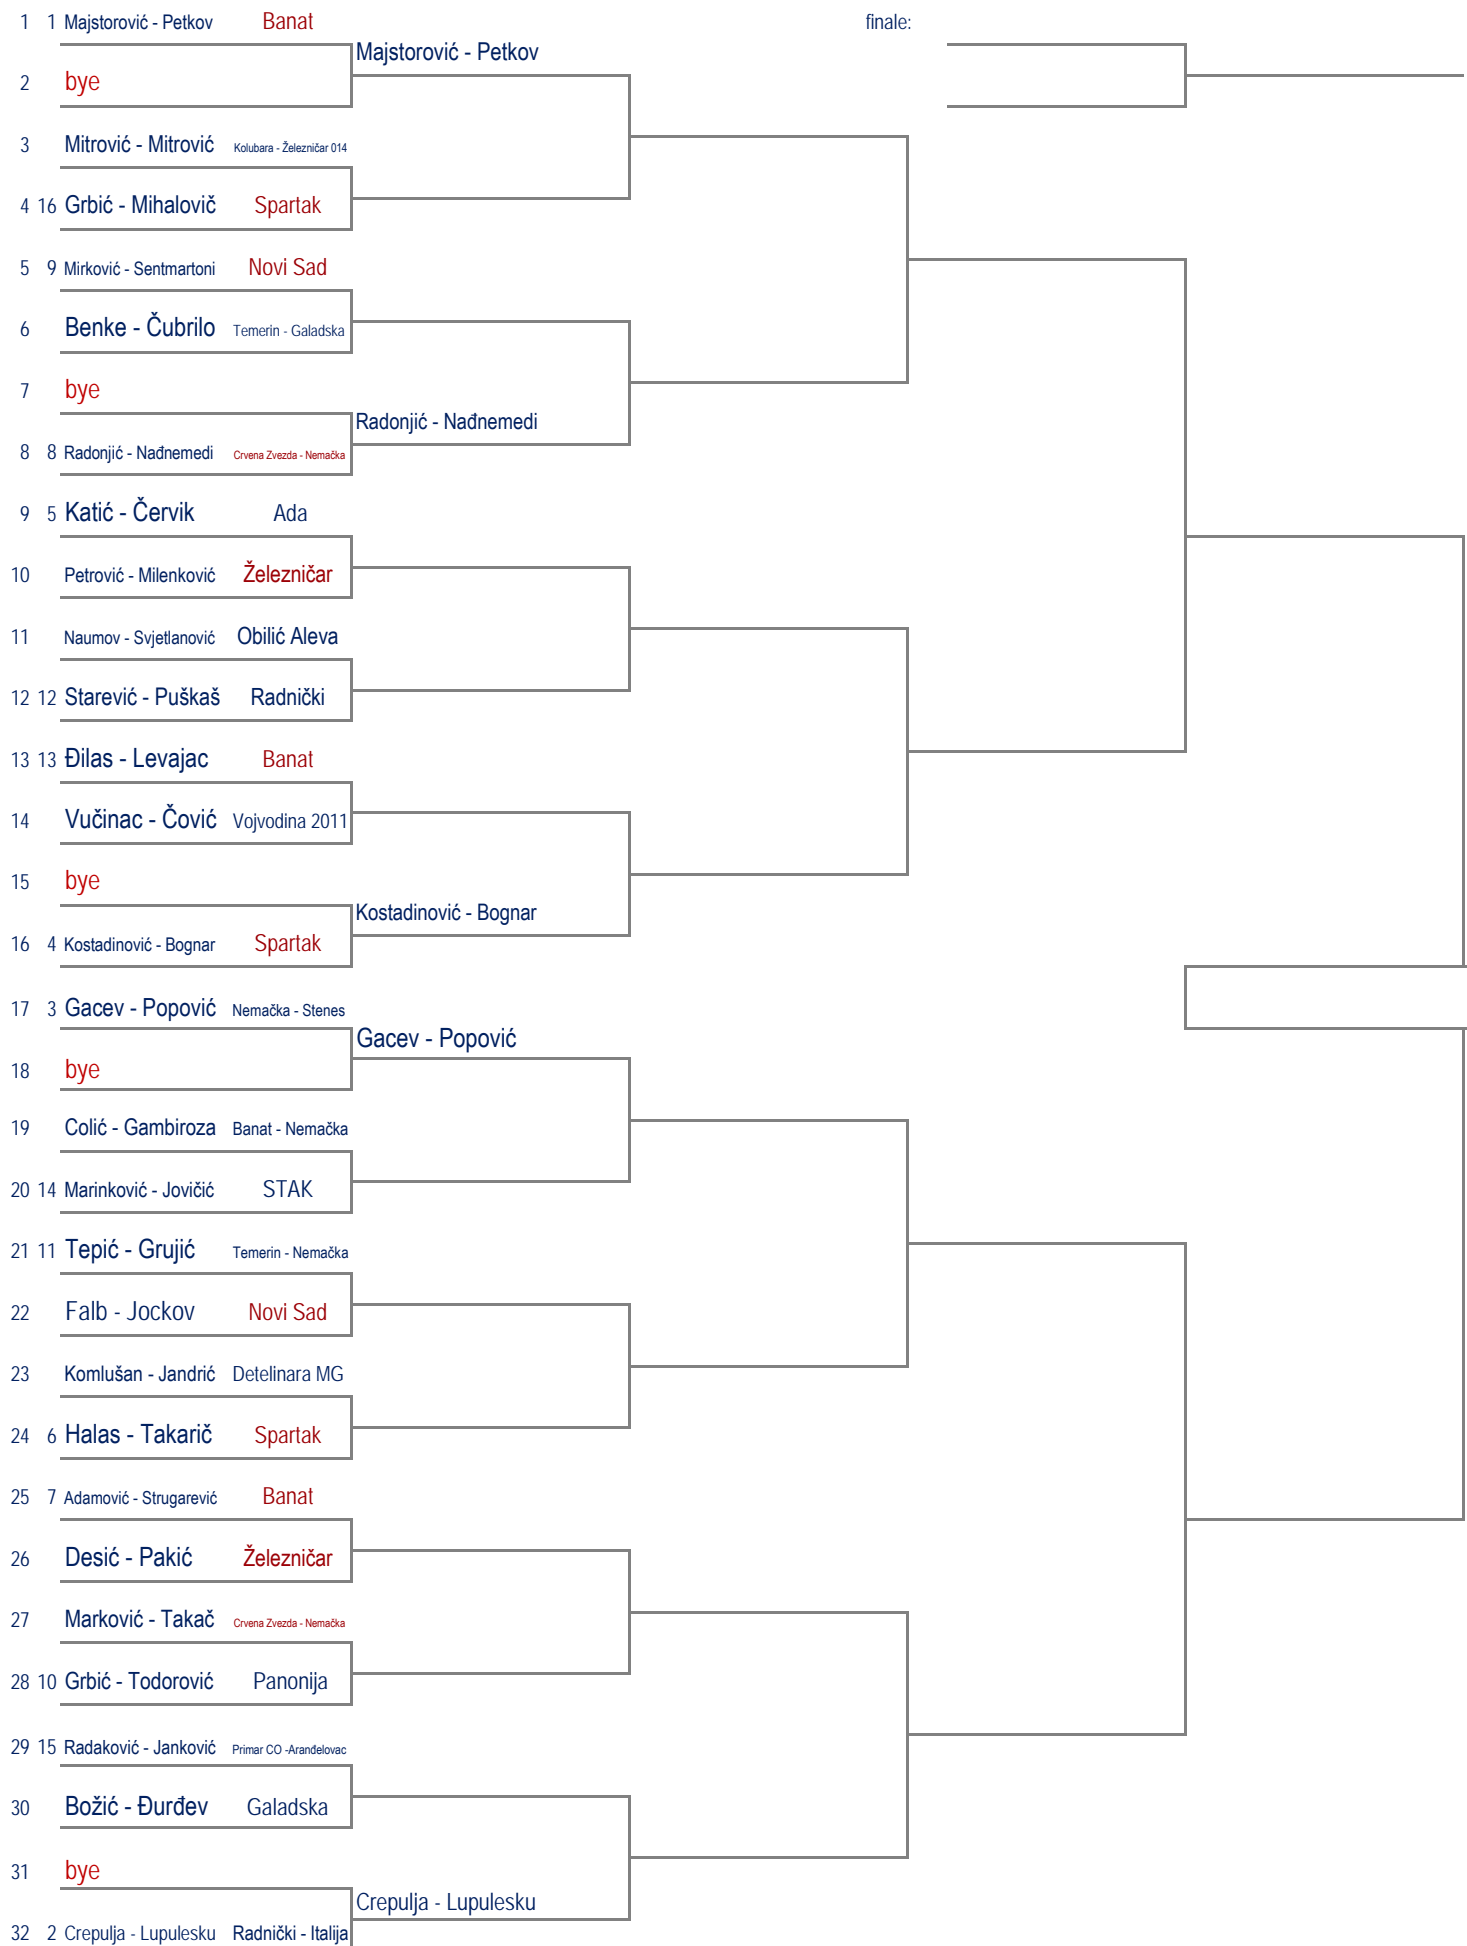 1 1 Majstorović - Petkov Banat finale:
Majstorović - Petkov
2 bye
3 Mitrović - Mitrović Kolubara - Železničar 014
4 16 Grbić - Mihalovič Spartak
5 9 Mirković - Sentmartoni Novi Sad
6 Benke - Čubrilo Temerin - Galadska
7 bye
Radonjić - Nađnemedi
8 8 Radonjić - Nađnemedi Crvena Zvezda - Nemačka
9 5 Katić - Červik Ada
10 Petrović - Milenković Železničar
11 Naumov - Svjetlanović Obilić Aleva
12 12 Starević - Puškaš Radnički
13 13 Đilas - Levajac Banat
14 Vučinac - Čović Vojvodina 2011
15 bye
Kostadinović - Bognar
16 4 Kostadinović - Bognar Spartak
17 3 Gacev - Popović Nemačka - Stenes
Gacev - Popović
18 bye
19 Colić - Gambiroza Banat - Nemačka
20 14 Marinković - Jovičić STAK
21 11 Tepić - Grujić Temerin - Nemačka
22 Falb - Jockov Novi Sad
23 Komlušan - Jandrić Detelinara MG
24 6 Halas - Takarič Spartak
25 7 Adamović - Strugarević Banat
26 Desić - Pakić Železničar
27 Marković - Takač Crvena Zvezda - Nemačka
28 10 Grbić - Todorović Panonija
29 15 Radaković - Janković Primar CO -Aranđelovac
30 Božić - Đurđev Galadska
31 bye
Crepulja - Lupulesku
32 2 Crepulja - Lupulesku Radnički - Italija